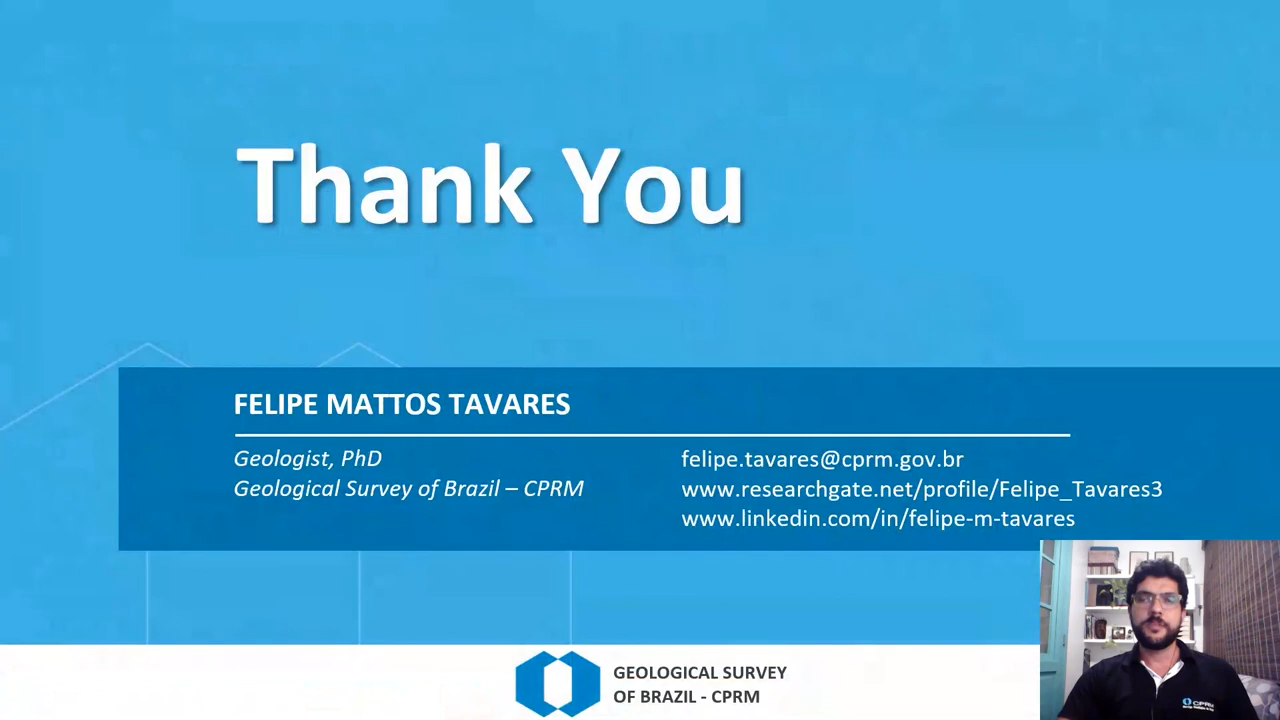 Thank You
FELIPE MATTOS TAVARES
Geologist, PhD
Geological Survey of Brazil – CPRM
felipe.tavares@cprm.gov.br
www.researchgate.net/profile/Felipe_Tavares3
www.linkedin.com/in/felipe-m-tavares
GEOLOGICAL SURVEY
OF BRAZIL - CPRM
CPRM